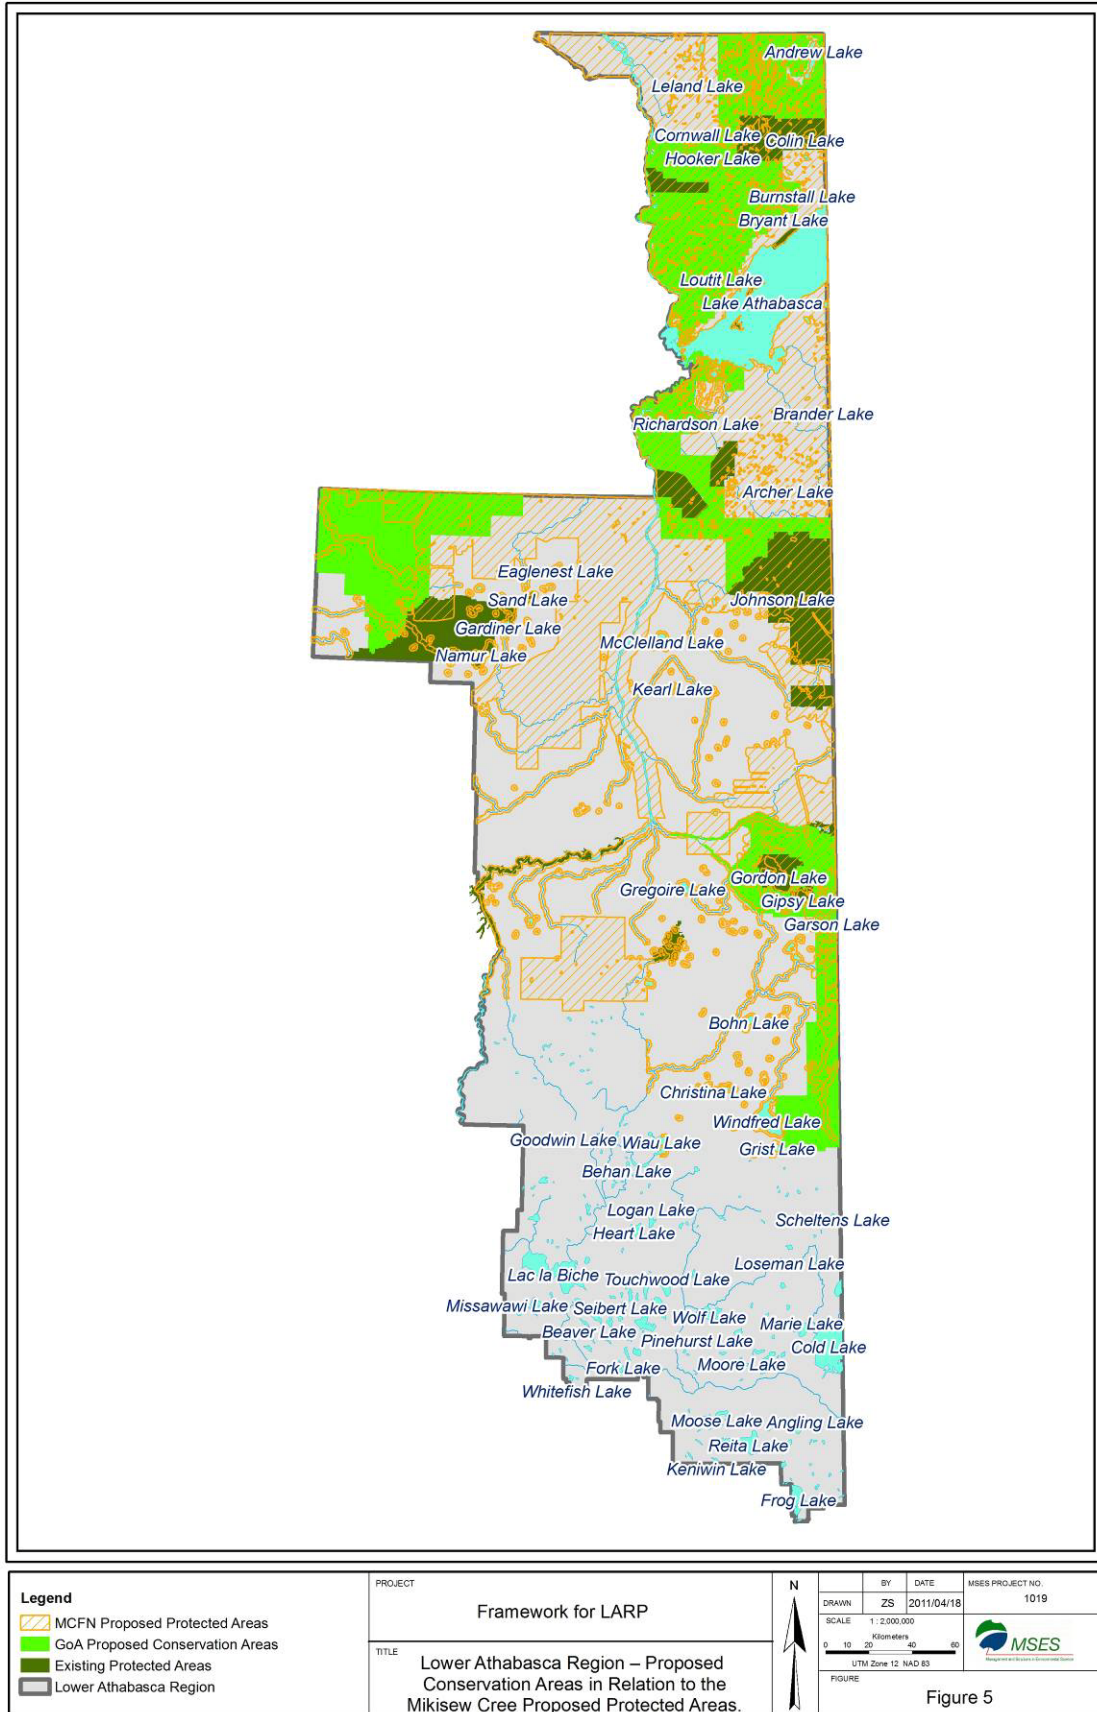 Andrew Lake
Leland Lake
Cornwall Lake
Colin Lake
Hooker Lake
Burnstall Lake
Bryant Lake
Loutit Lake
Lake Athabasca
Brander Lake
Richardson Lake
Archer Lake
Eaglenest Lake
Sand Lake
Johnson Lake
Gardiner Lake
McClelland Lake
Namur Lake
Kearl Lake
Gordon Lake
Gregoire Lake
Gipsy Lake
Garson Lake
Bohn Lake
Christina Lake
Windfred Lake
Goodwin Lake
Wiau Lake
Grist Lake
Behan Lake
Logan Lake
Scheltens Lake
Heart Lake
Loseman Lake
Lac la Biche
Touchwood Lake
Missawawi Lake
Seibert Lake
Wolf Lake
Marie Lake
Beaver Lake
Pinehurst Lake
Cold Lake
Fork Lake
Moore Lake
Whitefish Lake
Moose Lake
Angling Lake
Reita Lake
Keniwin Lake
Frog Lake
Legend
MCFN Proposed Protected Areas
GoA Proposed Conservation Areas
Existing Protected Areas
Lower Athabasca Region
PROJECT
Framework for LARP
TITLE
Lower Athabasca Region – Proposed
Conservation Areas in Relation to the
Mikisew Cree Proposed Protected Areas.
N
BY DATE
DRAWN ZS 2011/04/18
SCALE 1 : 2,000,000
Kilometers
0 10 20 40 60
UTM Zone 12 NAD 83
MSES PROJECT NO.
1019
MSES
FIGURE
Figure 5